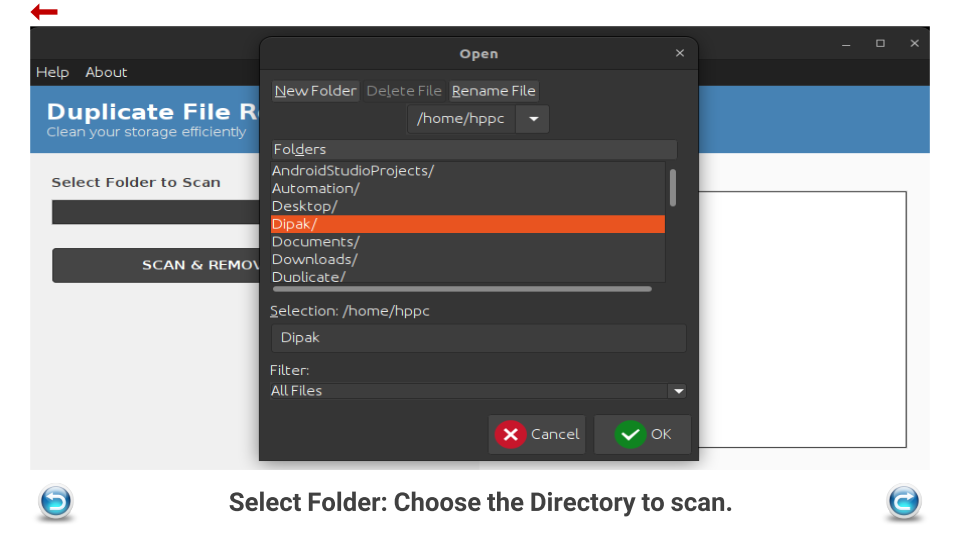 Open
Help About
New Folder Delete File Rename File
Duplicate File R
Clean your storage efficiently
/home/hppc
Folders
AndroidStudioProjects/
Select Folder to Scan
Automation/
Desktop/
Dipak/
Documents/
Downloads/
SCAN & REMOV
Duplicate/
Selection: /home/hppc
Dipak
Filter:
All Files
Cancel OK
Select Folder: Choose the Directory to scan.